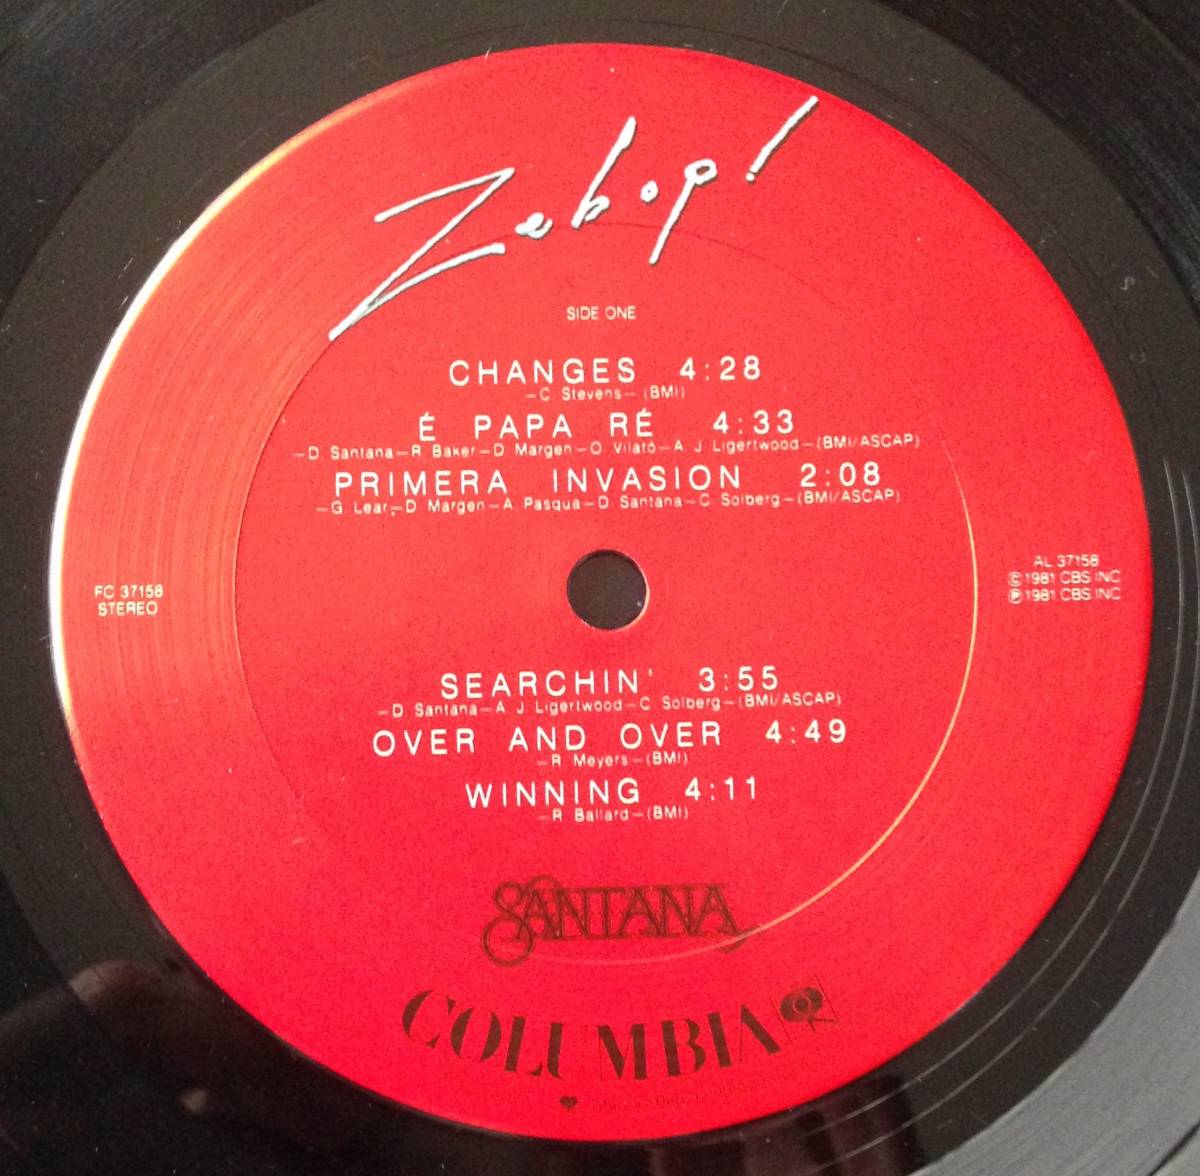 Zebop!
SIDE ONE
CHANGES 4:28
—C Stevens— (BMI)
É PAPA RÉ 4:33
—D Santana—R Baker—D Margen—O Vilató—A J Ligertwood—(BMI/ASCAP)
PRIMERA INVASION 2:08
—G Lear,—D Margen—A Pasqua—D Santana—C Solberg—(BMI/ASCAP)
FC 37158
STEREO
AL 37158
© 1981 CBS INC
℗ 1981 CBS INC
SEARCHIN' 3:55
—D Santana—A J Ligertwood—C Solberg—(BMI/ASCAP)
OVER AND OVER 4:49
—R Meyers—(BMI)
WINNING 4:11
—R Ballard—(BMI)
SANTANA
COLUMBIA